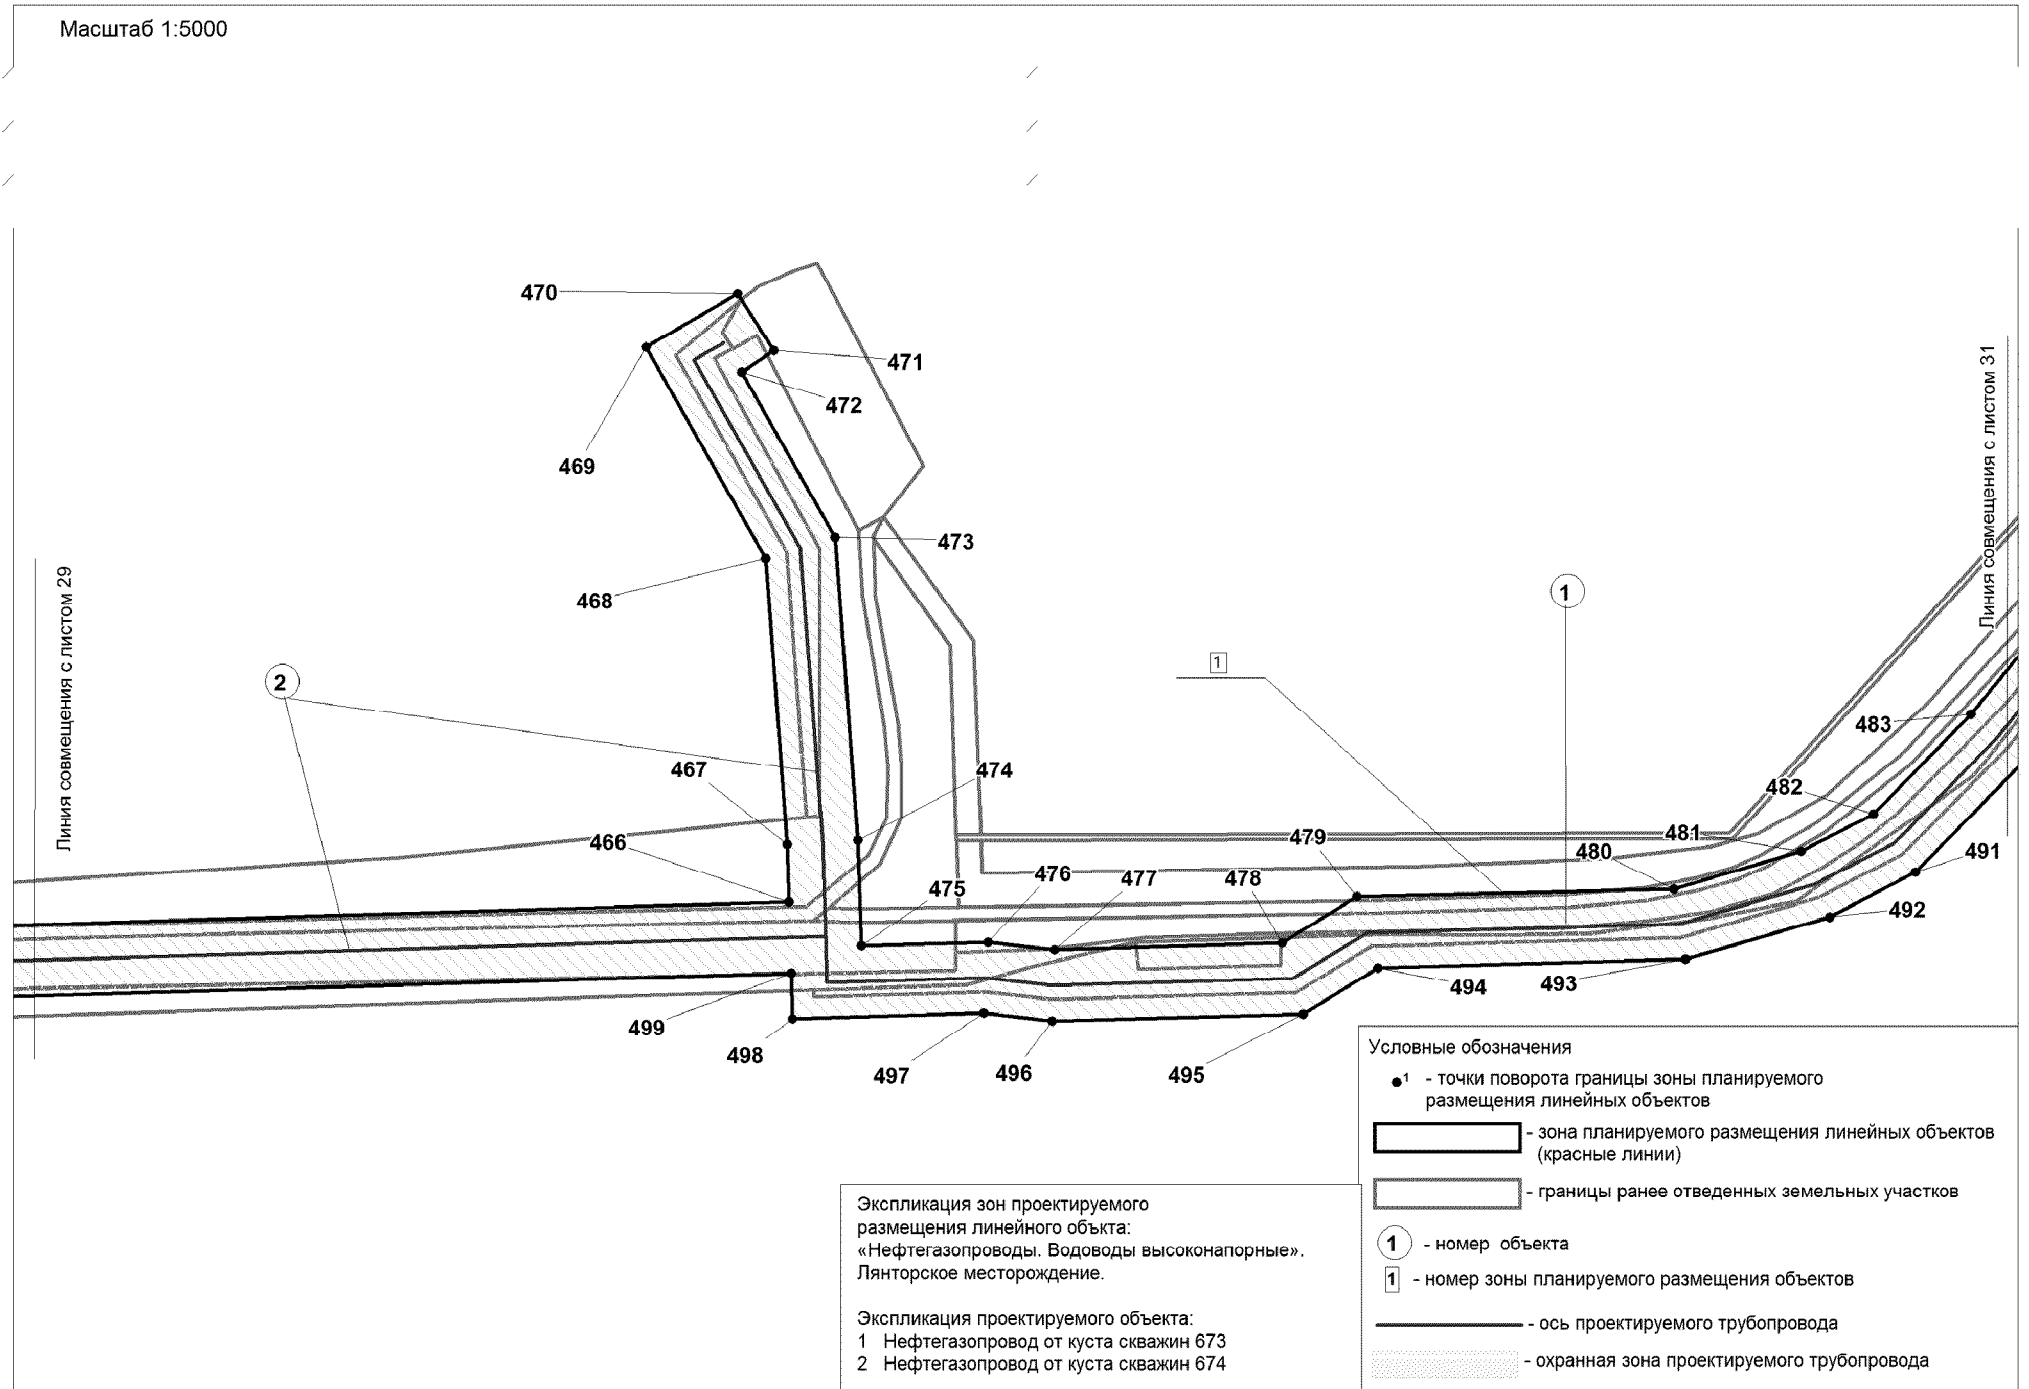 Масштаб 1:5000
470
471
472
469
473
468
Линия совмещения с листом 29
Линия совмещения с листом 31
1
1
2
483
467
474
482
466
479
481
480
475
476
477
478
491
492
499
498
497
496
495
494
493
Условные обозначения
1 - точки поворота границы зоны планируемого
размещения линейных объектов
- зона планируемого размещения линейных объектов
(красные линии)
- границы ранее отведенных земельных участков
1 - номер объекта
1 - номер зоны планируемого размещения объектов
- ось проектируемого трубопровода
- охранная зона проектируемого трубопровода
Экспликация зон проектируемого
размещения линейного объкта:
«Нефтегазопроводы. Водоводы высоконапорные».
Лянторское месторождение.
Экспликация проектируемого объекта:
1 Нефтегазопровод от куста скважин 673
2 Нефтегазопровод от куста скважин 674